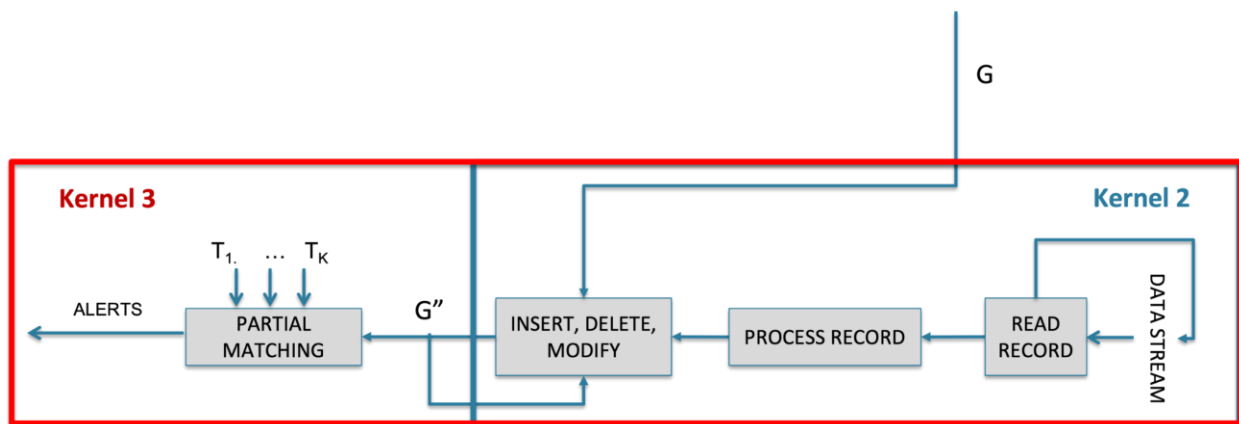 G
Kernel 3
Kernel 2
T1. … TK
ALERTS
G”
PARTIAL
MATCHING
INSERT, DELETE,
MODIFY
PROCESS RECORD
READ
RECORD
DATA STREAM